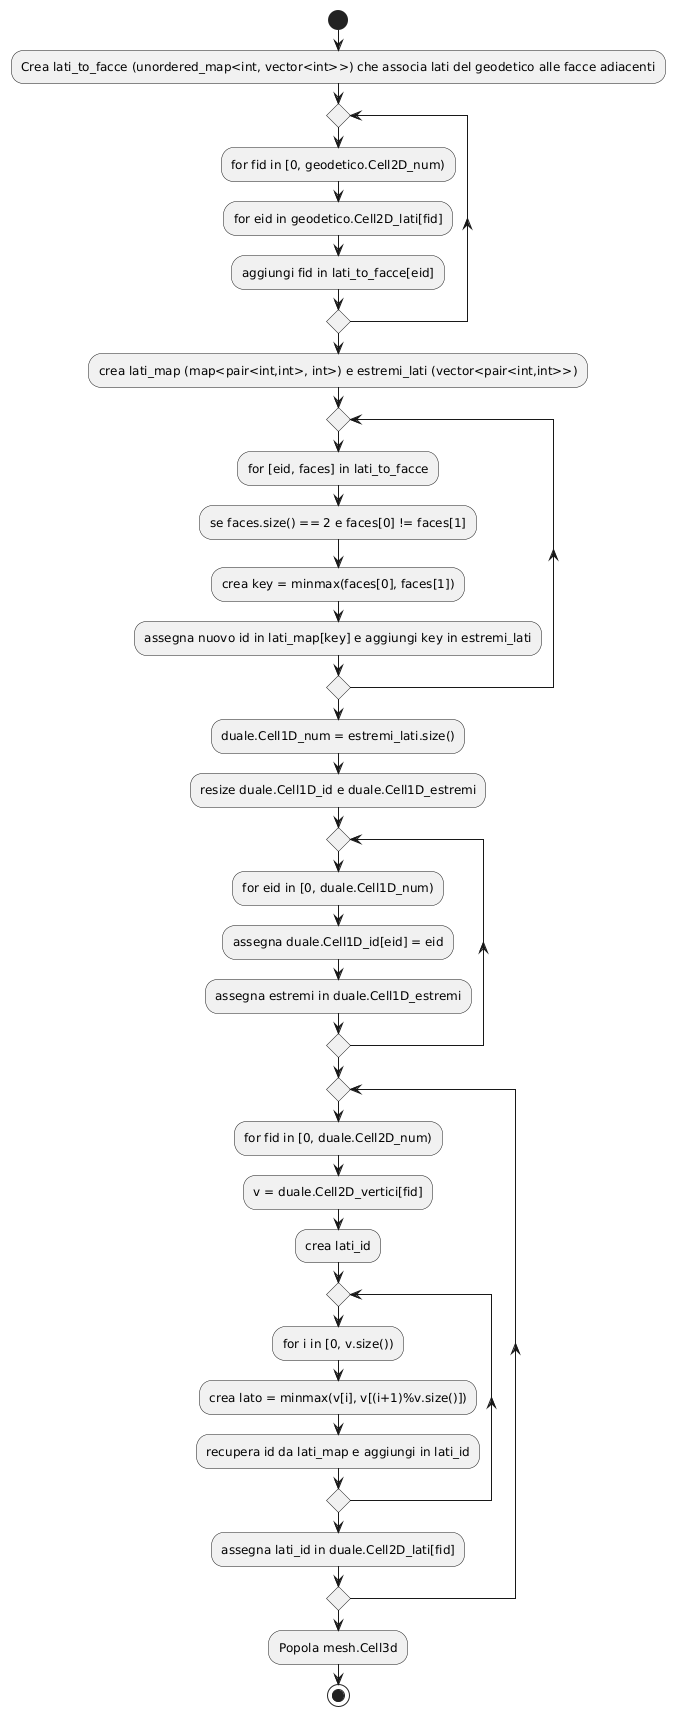 Crea lati_to_facce (unordered_map<int, vector<int>>) che associa lati del geodetico alle facce adiacenti
for fid in [0, geodetico.Cell2D_num)
for eid in geodetico.Cell2D_lati[fid]
aggiungi fid in lati_to_facce[eid]
crea lati_map (map<pair<int,int>, int>) e estremi_lati (vector<pair<int,int>>)
for [eid, faces] in lati_to_facce
se faces.size() == 2 e faces[0] != faces[1]
crea key = minmax(faces[0], faces[1])
assegna nuovo id in lati_map[key] e aggiungi key in estremi_lati
duale.Cell1D_num = estremi_lati.size()
resize duale.Cell1D_id e duale.Cell1D_estremi
for eid in [0, duale.Cell1D_num)
assegna duale.Cell1D_id[eid] = eid
assegna estremi in duale.Cell1D_estremi
for fid in [0, duale.Cell2D_num)
v = duale.Cell2D_vertici[fid]
crea lati_id
for i in [0, v.size())
crea lato = minmax(v[i], v[(i+1)%v.size()])
recupera id da lati_map e aggiungi in lati_id
assegna lati_id in duale.Cell2D_lati[fid]
Popola mesh.Cell3d